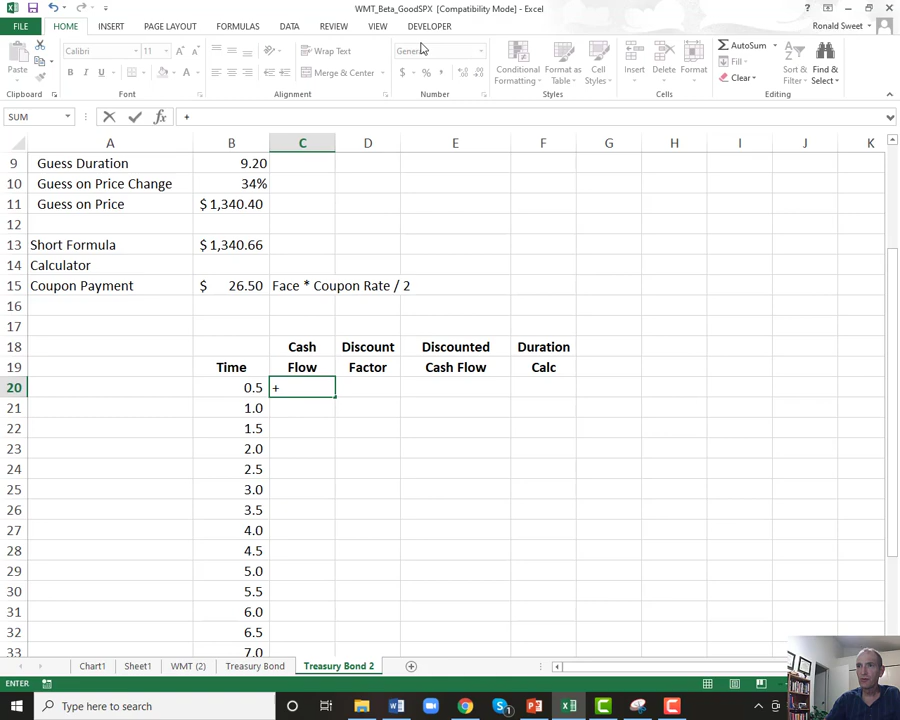 WMT_Beta_GoodSPX [Compatibility Mode] - Excel
FILE HOME INSERT PAGE LAYOUT FORMULAS DATA REVIEW VIEW DEVELOPER Ronald Sweet
Paste Calibri 11 Wrap Text General Conditional Formatting Format as Table Cell Styles Insert Delete Format AutoSum Sort & Filter Find & Select
B I U Merge & Center $ % , Fill Clear
Clipboard Font Alignment Number Styles Cells Editing
SUM +
A B C D E F G H I J K
9 Guess Duration 9.20
10 Guess on Price Change 34%
11 Guess on Price $ 1,340.40
12
13 Short Formula $ 1,340.66
14 Calculator
15 Coupon Payment $ 26.50 Face * Coupon Rate / 2
16
17
18 Cash Discount Discounted Duration
19 Time Flow Factor Cash Flow Calc
20 0.5 +
21 1.0
22 1.5
23 2.0
24 2.5
25 3.0
26 3.5
27 4.0
28 4.5
29 5.0
30 5.5
31 6.0
32 6.5
33 7.0
Chart1 Sheet1 WMT (2) Treasury Bond Treasury Bond 2
ENTER
Type here to search